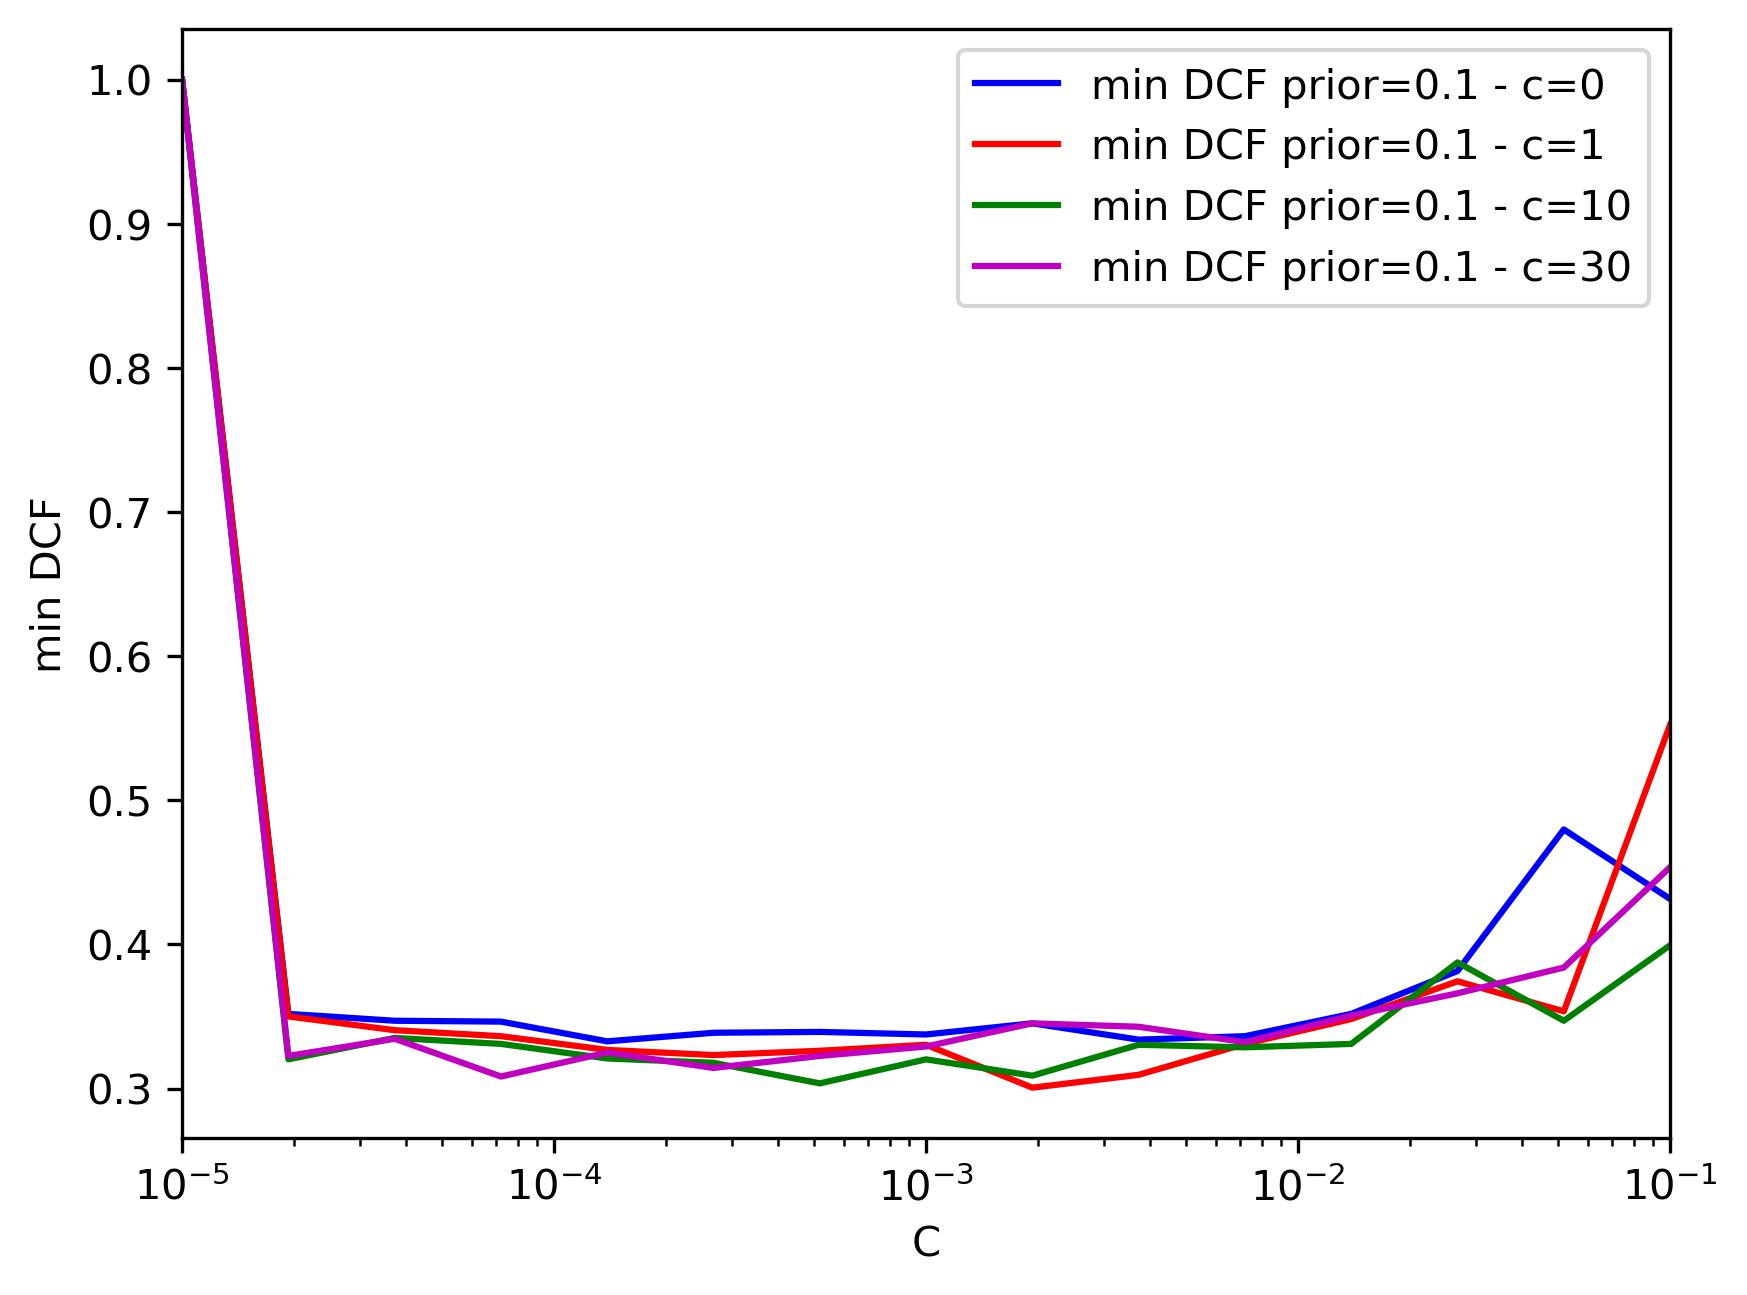 min DCF prior=0.1 - c=0
min DCF prior=0.1 - c=1
min DCF prior=0.1 - c=10
min DCF prior=0.1 - c=30
min DCF
1.0
0.9
0.8
0.7
0.6
0.5
0.4
0.3
10⁻⁵ 10⁻⁴ 10⁻³ 10⁻² 10⁻¹
C